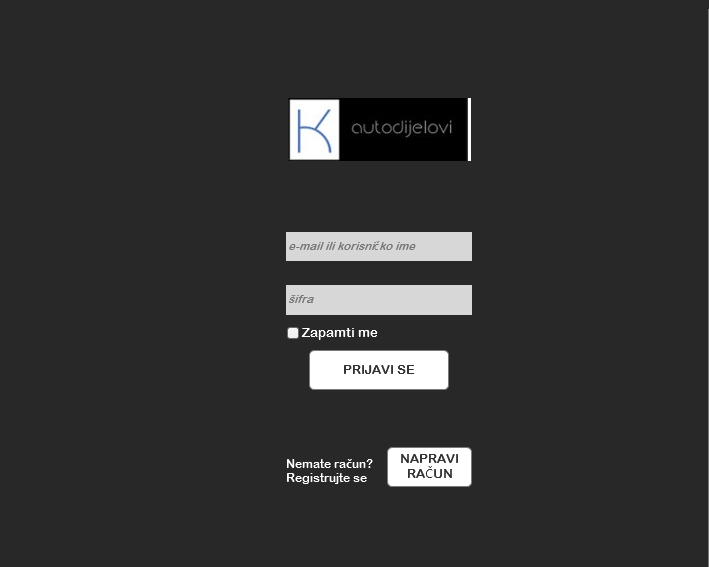 K autodijelovi
e-mail ili korisničko ime
šifra
Zapamti me
PRIJAVI SE
Nemate račun?
Registrujte se
NAPRAVI
RAČUN